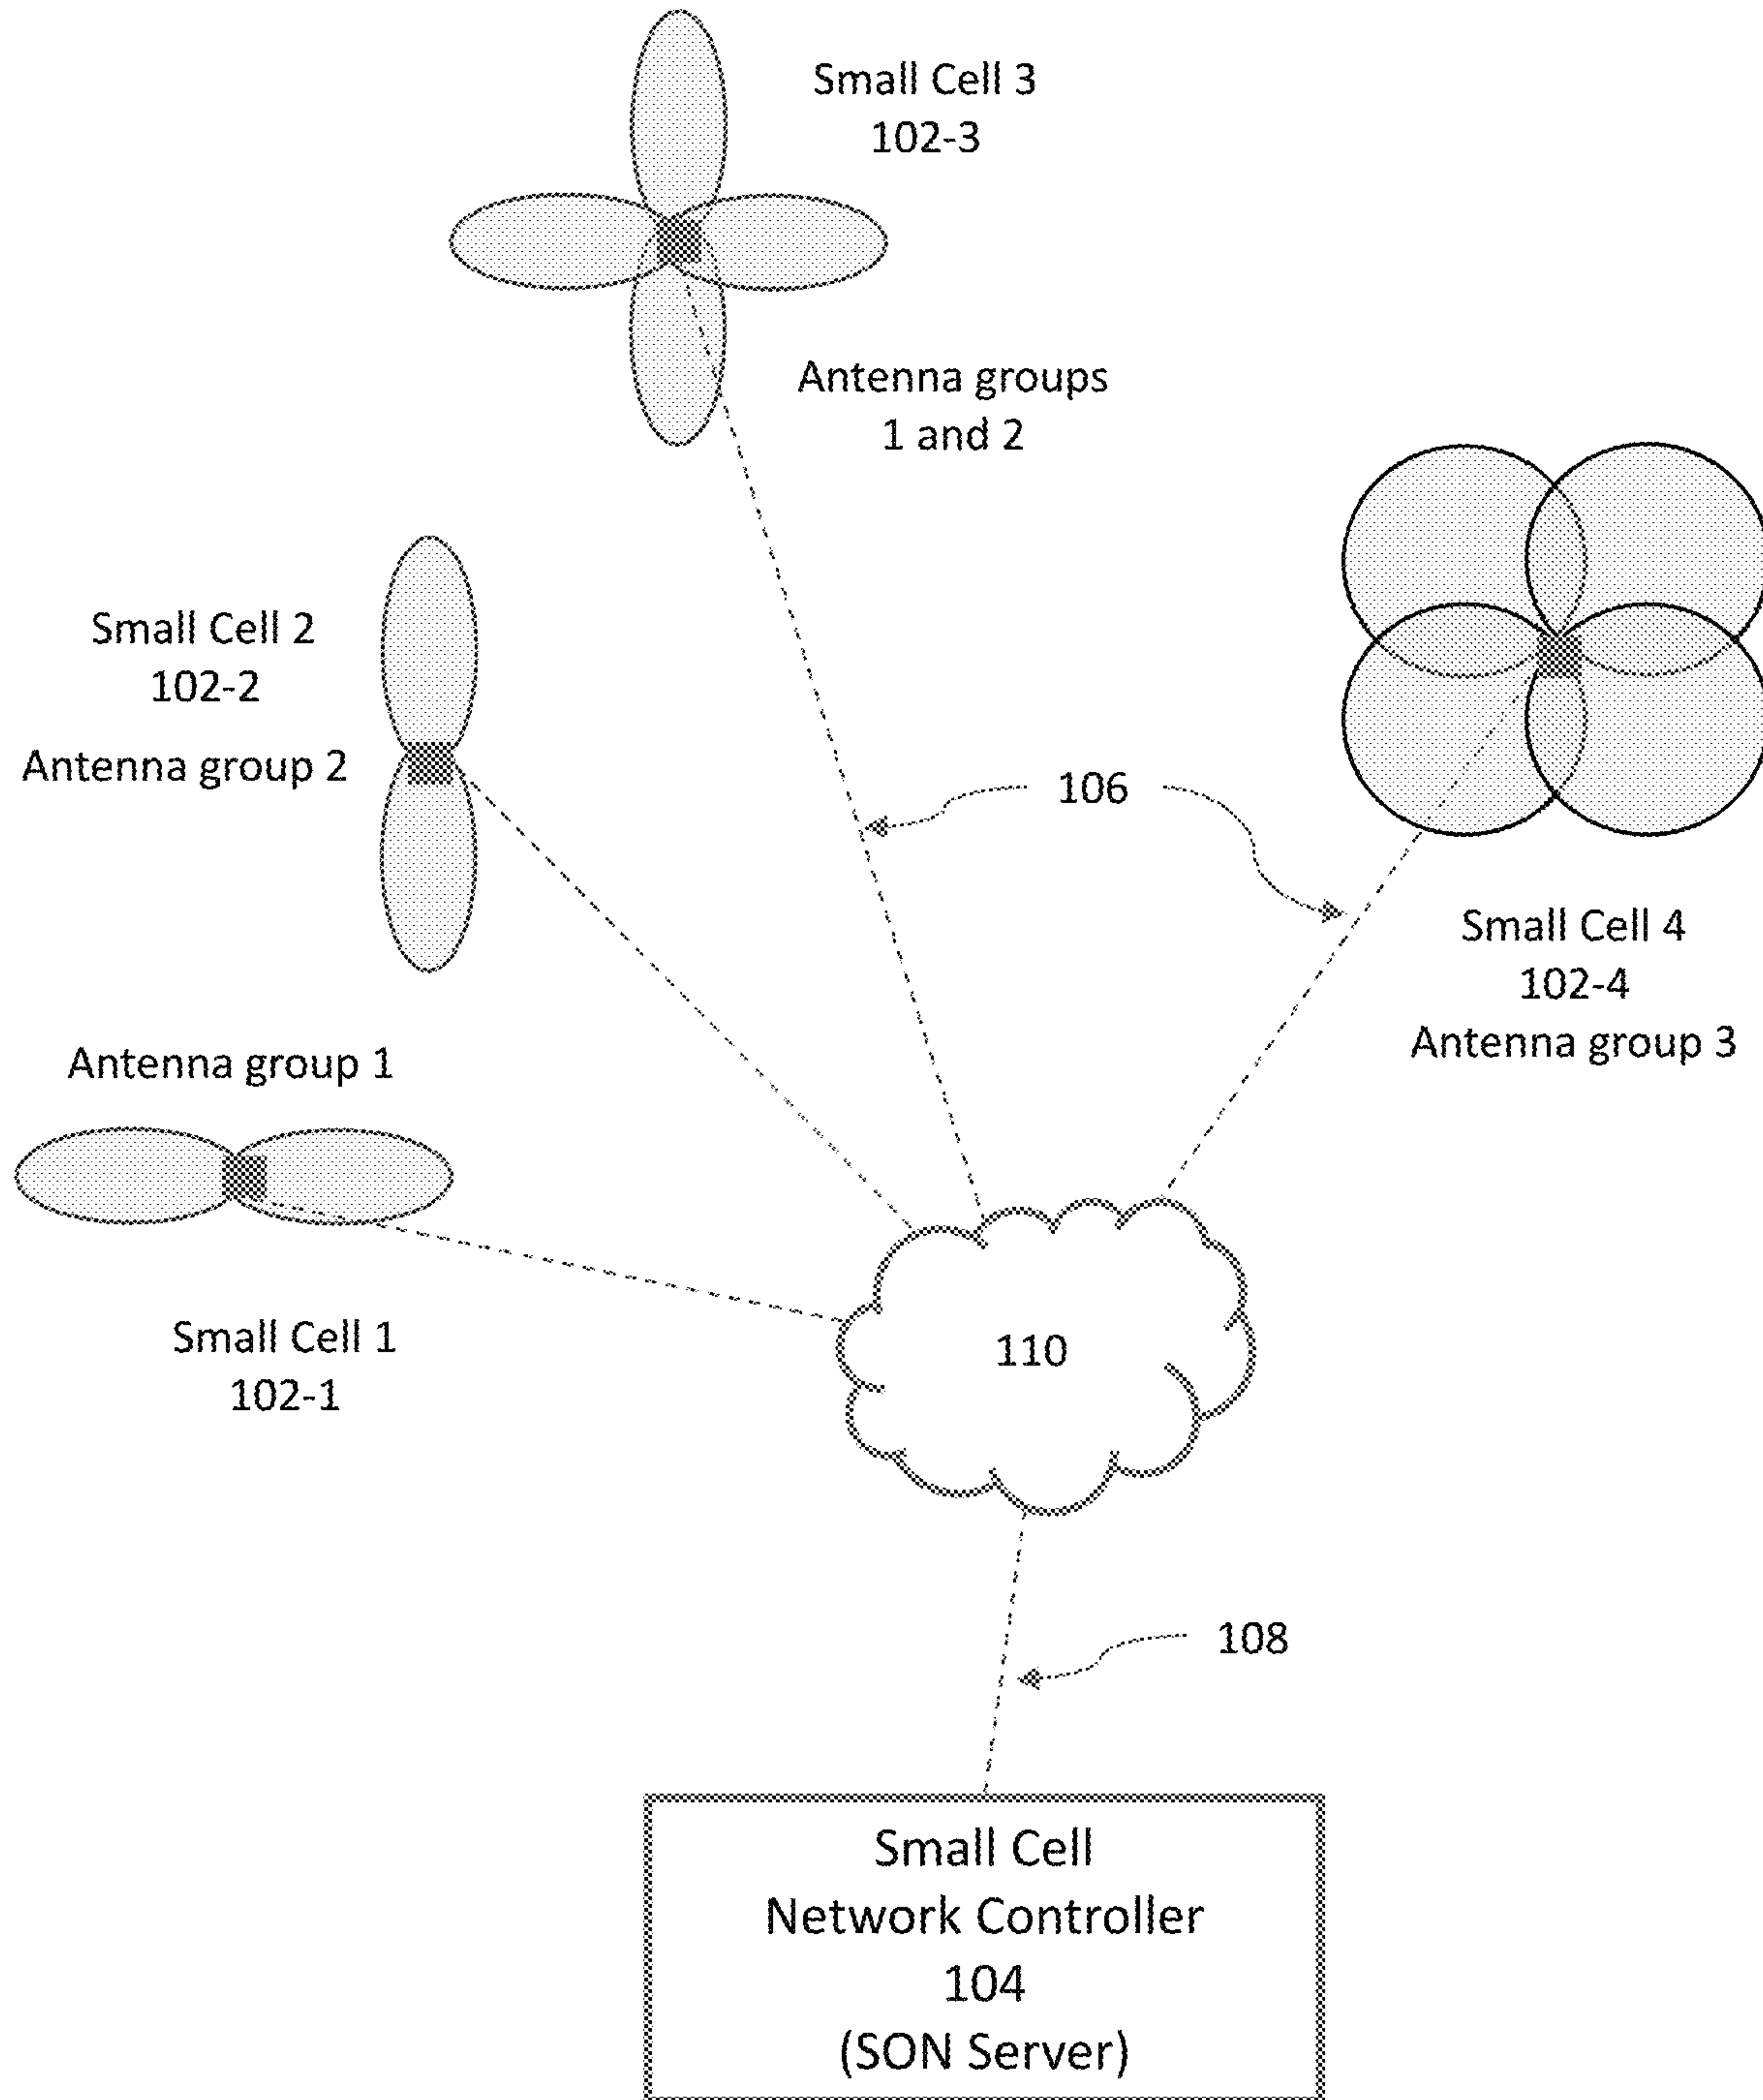 Small Cell 3
102-3
Antenna groups
1 and 2
Small Cell 2
102-2
Antenna group 2
106
Small Cell 4
102-4
Antenna group 3
Antenna group 1
Small Cell 1
102-1
110
108
Small Cell
Network Controller
104
(SON Server)